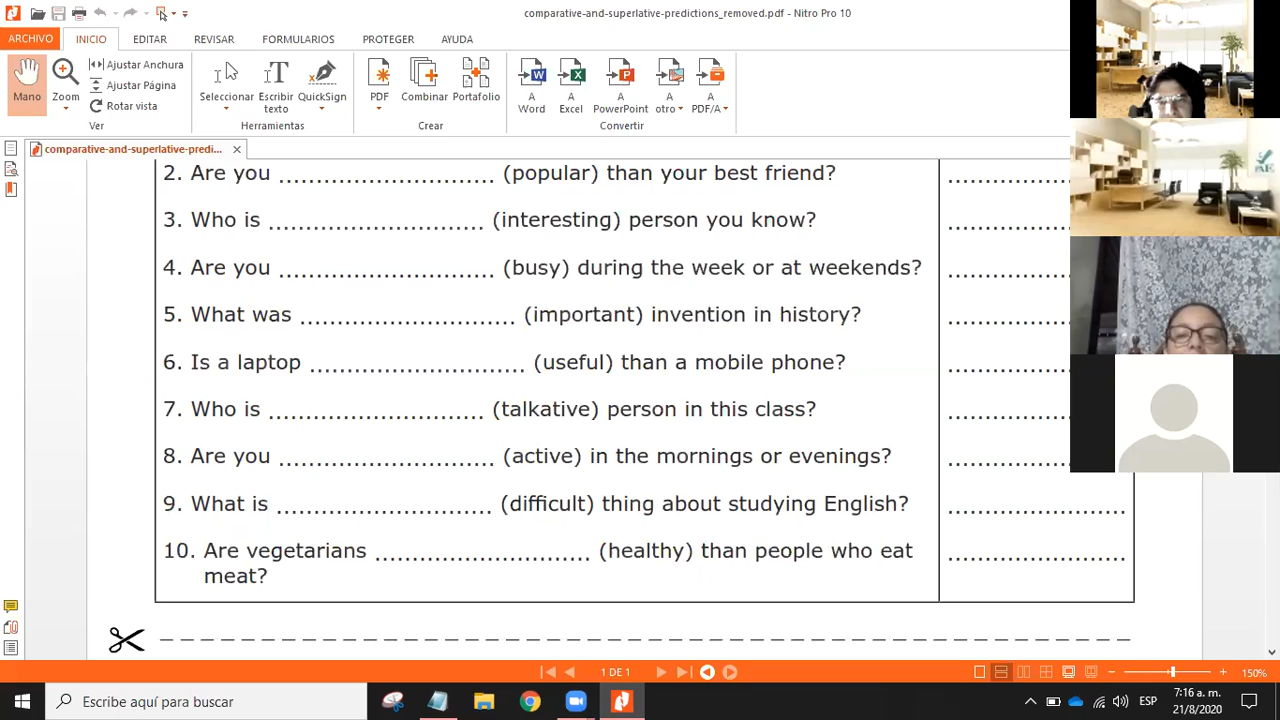 comparative-and-superlative-predictions_removed.pdf - Nitro Pro 10
ARCHIVO INICIO EDITAR REVISAR FORMULARIOS PROTEGER AYUDA
Mano
Zoom
Ajustar Anchura
Ajustar Página
Rotar vista
Ver
Seleccionar
Escribir texto
QuickSign
Herramientas
PDF
Combinar
Portafolio
Crear
A Word
A Excel
A PowerPoint
A otro
A PDF/A
Convertir
comparative-and-superlative-predi...
2. Are you .............................. (popular) than your best friend?
3. Who is .............................. (interesting) person you know?
4. Are you .............................. (busy) during the week or at weekends?
5. What was .............................. (important) invention in history?
6. Is a laptop .............................. (useful) than a mobile phone?
7. Who is .............................. (talkative) person in this class?
8. Are you .............................. (active) in the mornings or evenings?
9. What is .............................. (difficult) thing about studying English?
10. Are vegetarians .............................. (healthy) than people who eat
meat?
1 DE 1
150%
Escribe aquí para buscar
ESP
7:16 a. m.
21/8/2020